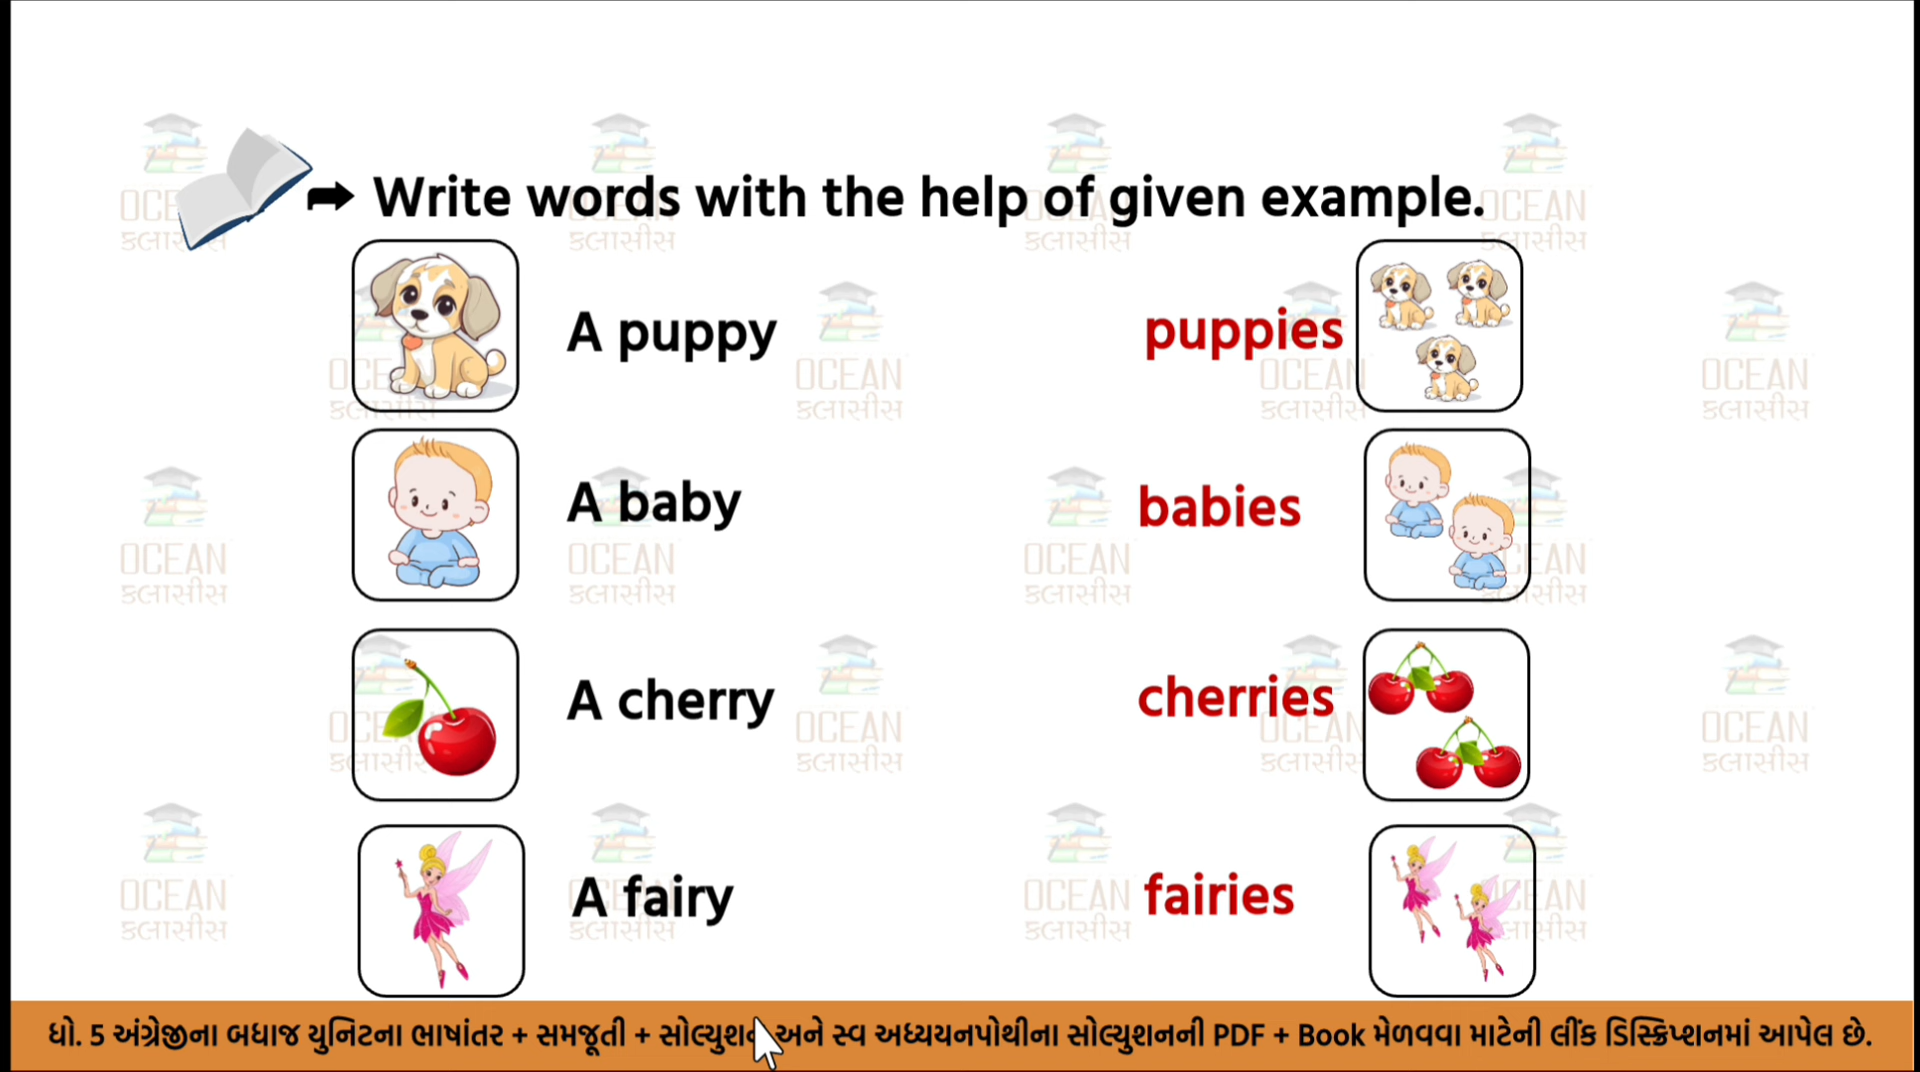 Write words with the help of given example.
A puppy puppies
A baby babies
A cherry cherries
A fairy fairies
OCEAN
ક્લાસીસ
ધો. 5 અંગ્રેજીના બધાજ યુનિટના ભાષાંતર + સમજૂતી + સોલ્યુશન અને સ્વ અધ્યયનપોથીના સોલ્યુશનની PDF + Book મેળવવા માટેની લીંક ડિસ્ક્રિપ્શનમાં આપેલ છે.